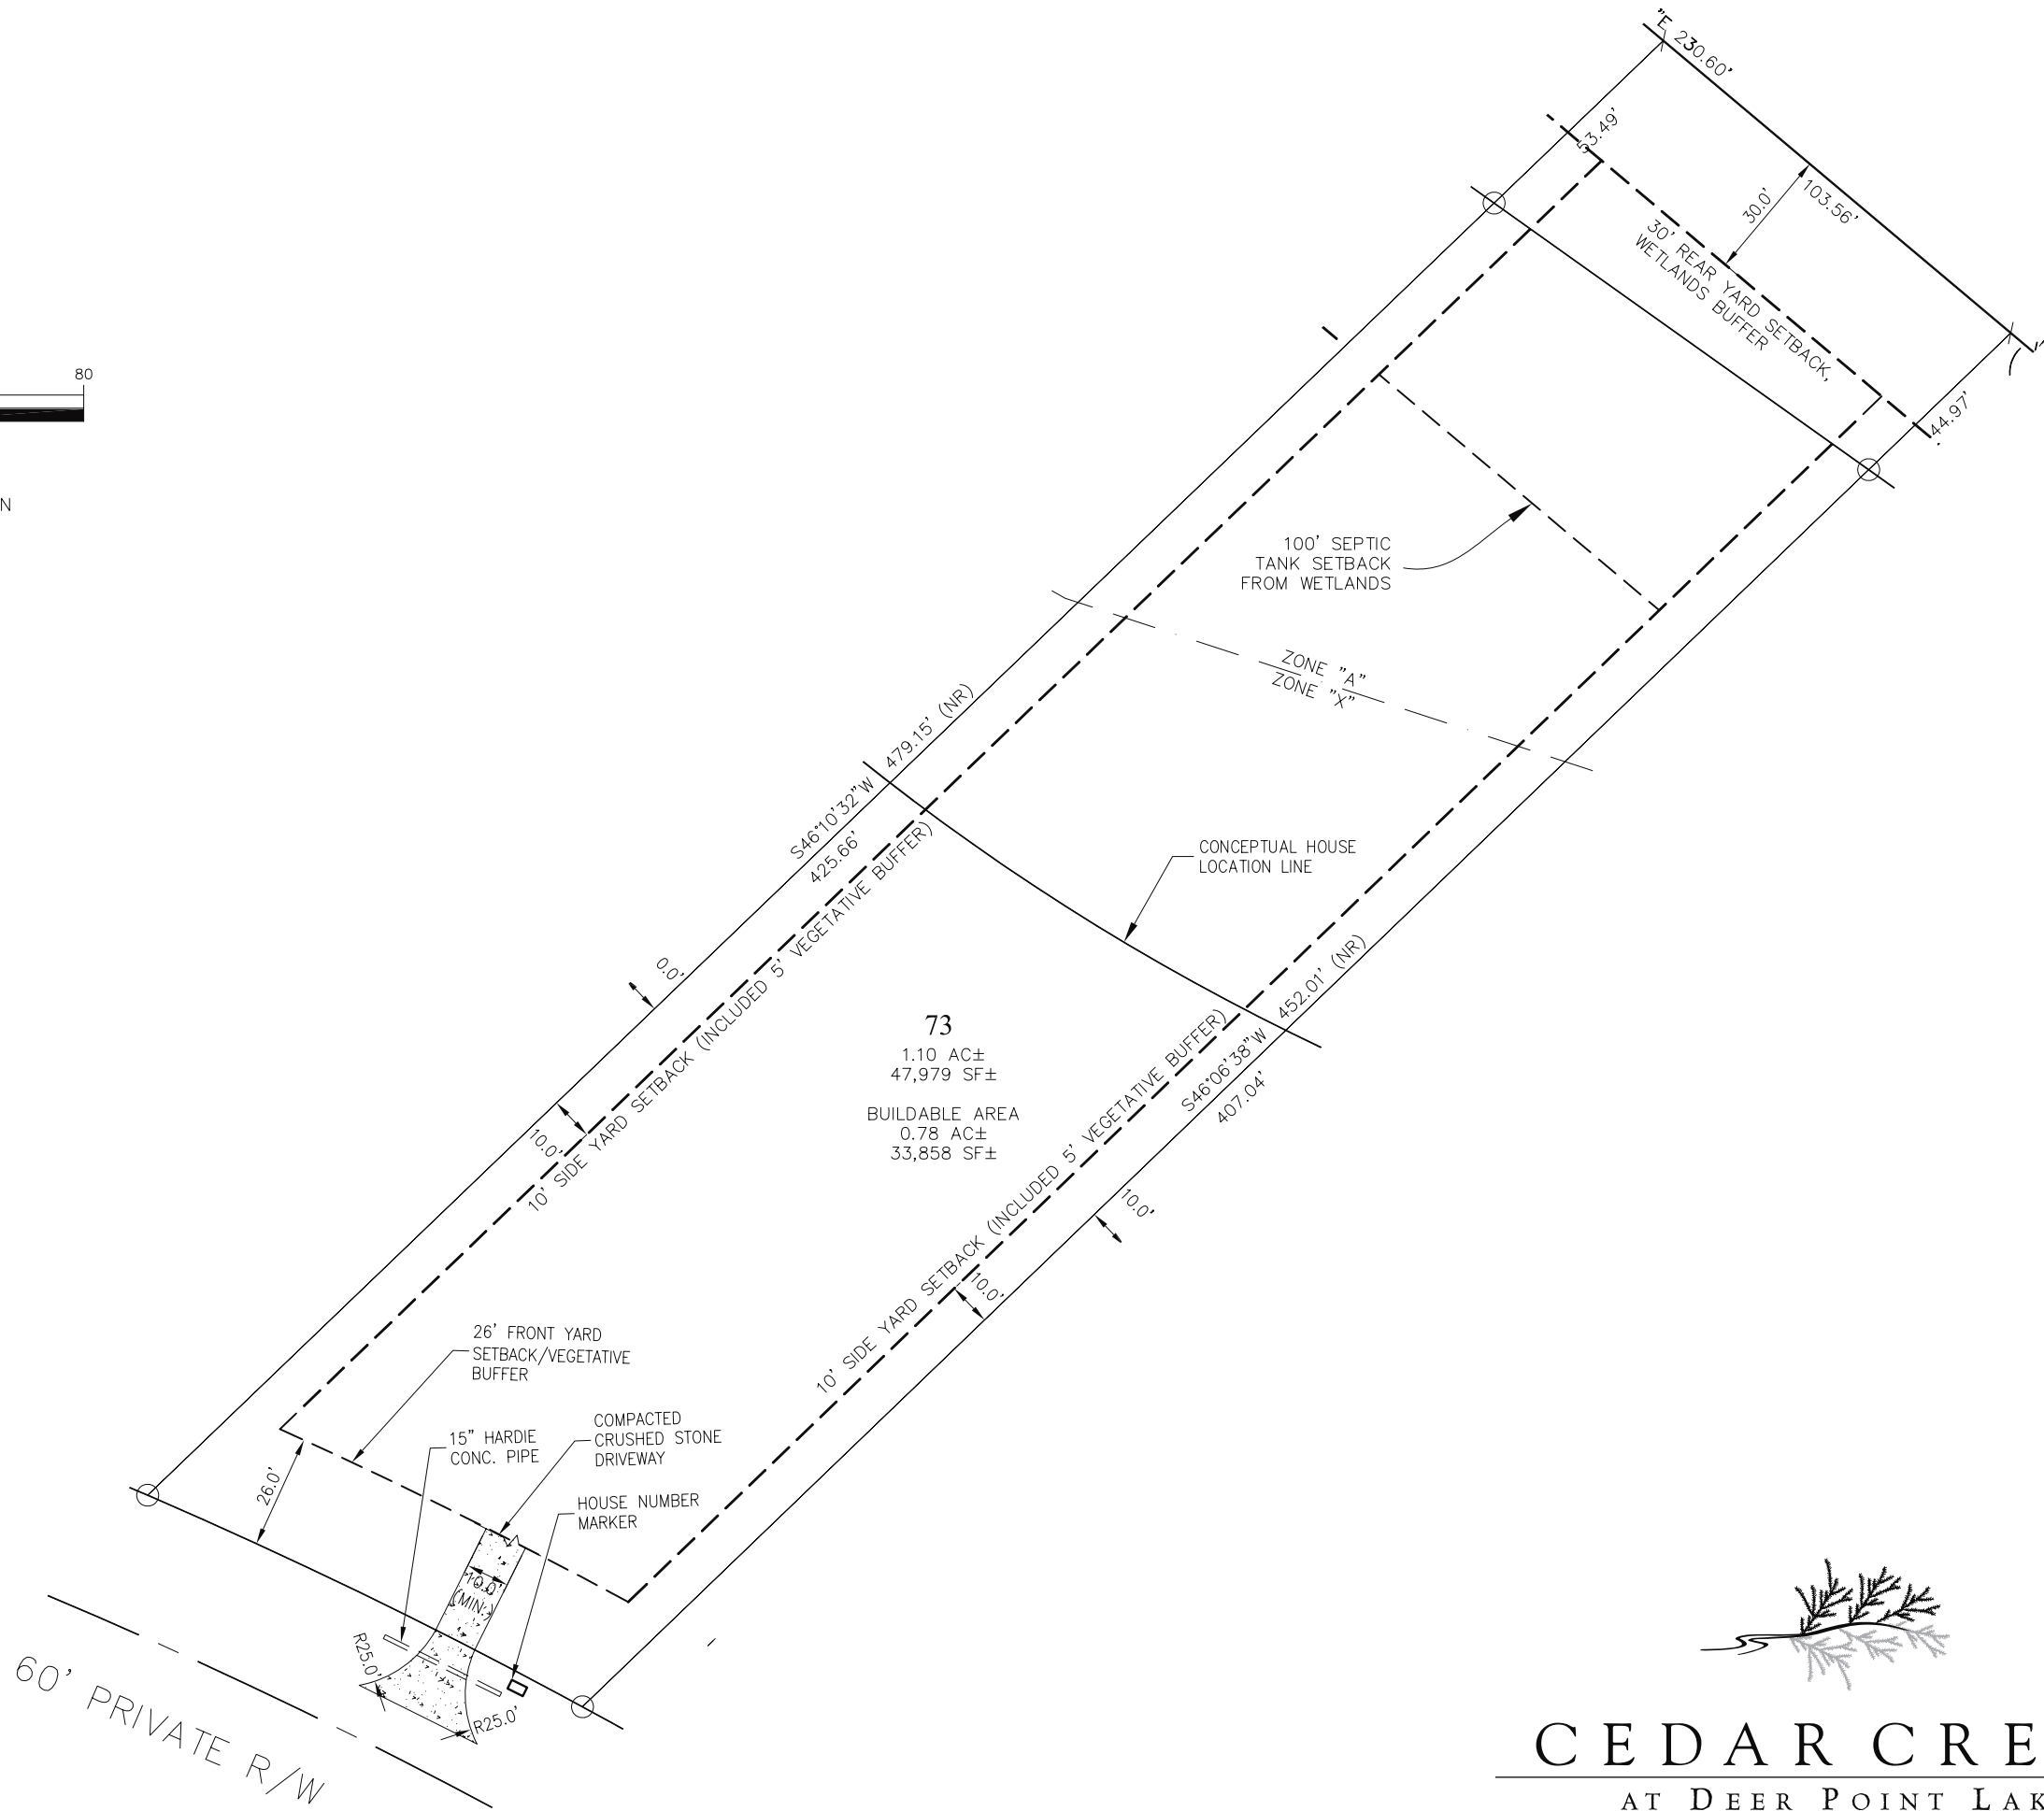 "E 230.60'
53.49'
103.56'
30.0'
30' REAR YARD SETBACK,
WETLANDS BUFFER
44.97'
80
N
100' SEPTIC
TANK SETBACK
FROM WETLANDS
ZONE "A"
ZONE "X"
S46°10'32"W 479.15' (NR)
425.66'
CONCEPTUAL HOUSE
LOCATION LINE
0.0'
10.0'
10' SIDE YARD SETBACK (INCLUDED 5' VEGETATIVE BUFFER)
73
1.10 AC±
47,979 SF±
BUILDABLE AREA
0.78 AC±
33,858 SF±
S46°06'38"W 452.01' (NR)
407.04'
10.0'
10.0'
10' SIDE YARD SETBACK (INCLUDED 5' VEGETATIVE BUFFER)
26' FRONT YARD
SETBACK/VEGETATIVE
BUFFER
15" HARDIE
CONC. PIPE
COMPACTED
CRUSHED STONE
DRIVEWAY
HOUSE NUMBER
MARKER
26.0'
10.0'
(MIN.)
R25.0'
R25.0'
60' PRIVATE R/W
CEDAR CRE
AT DEER POINT LAK